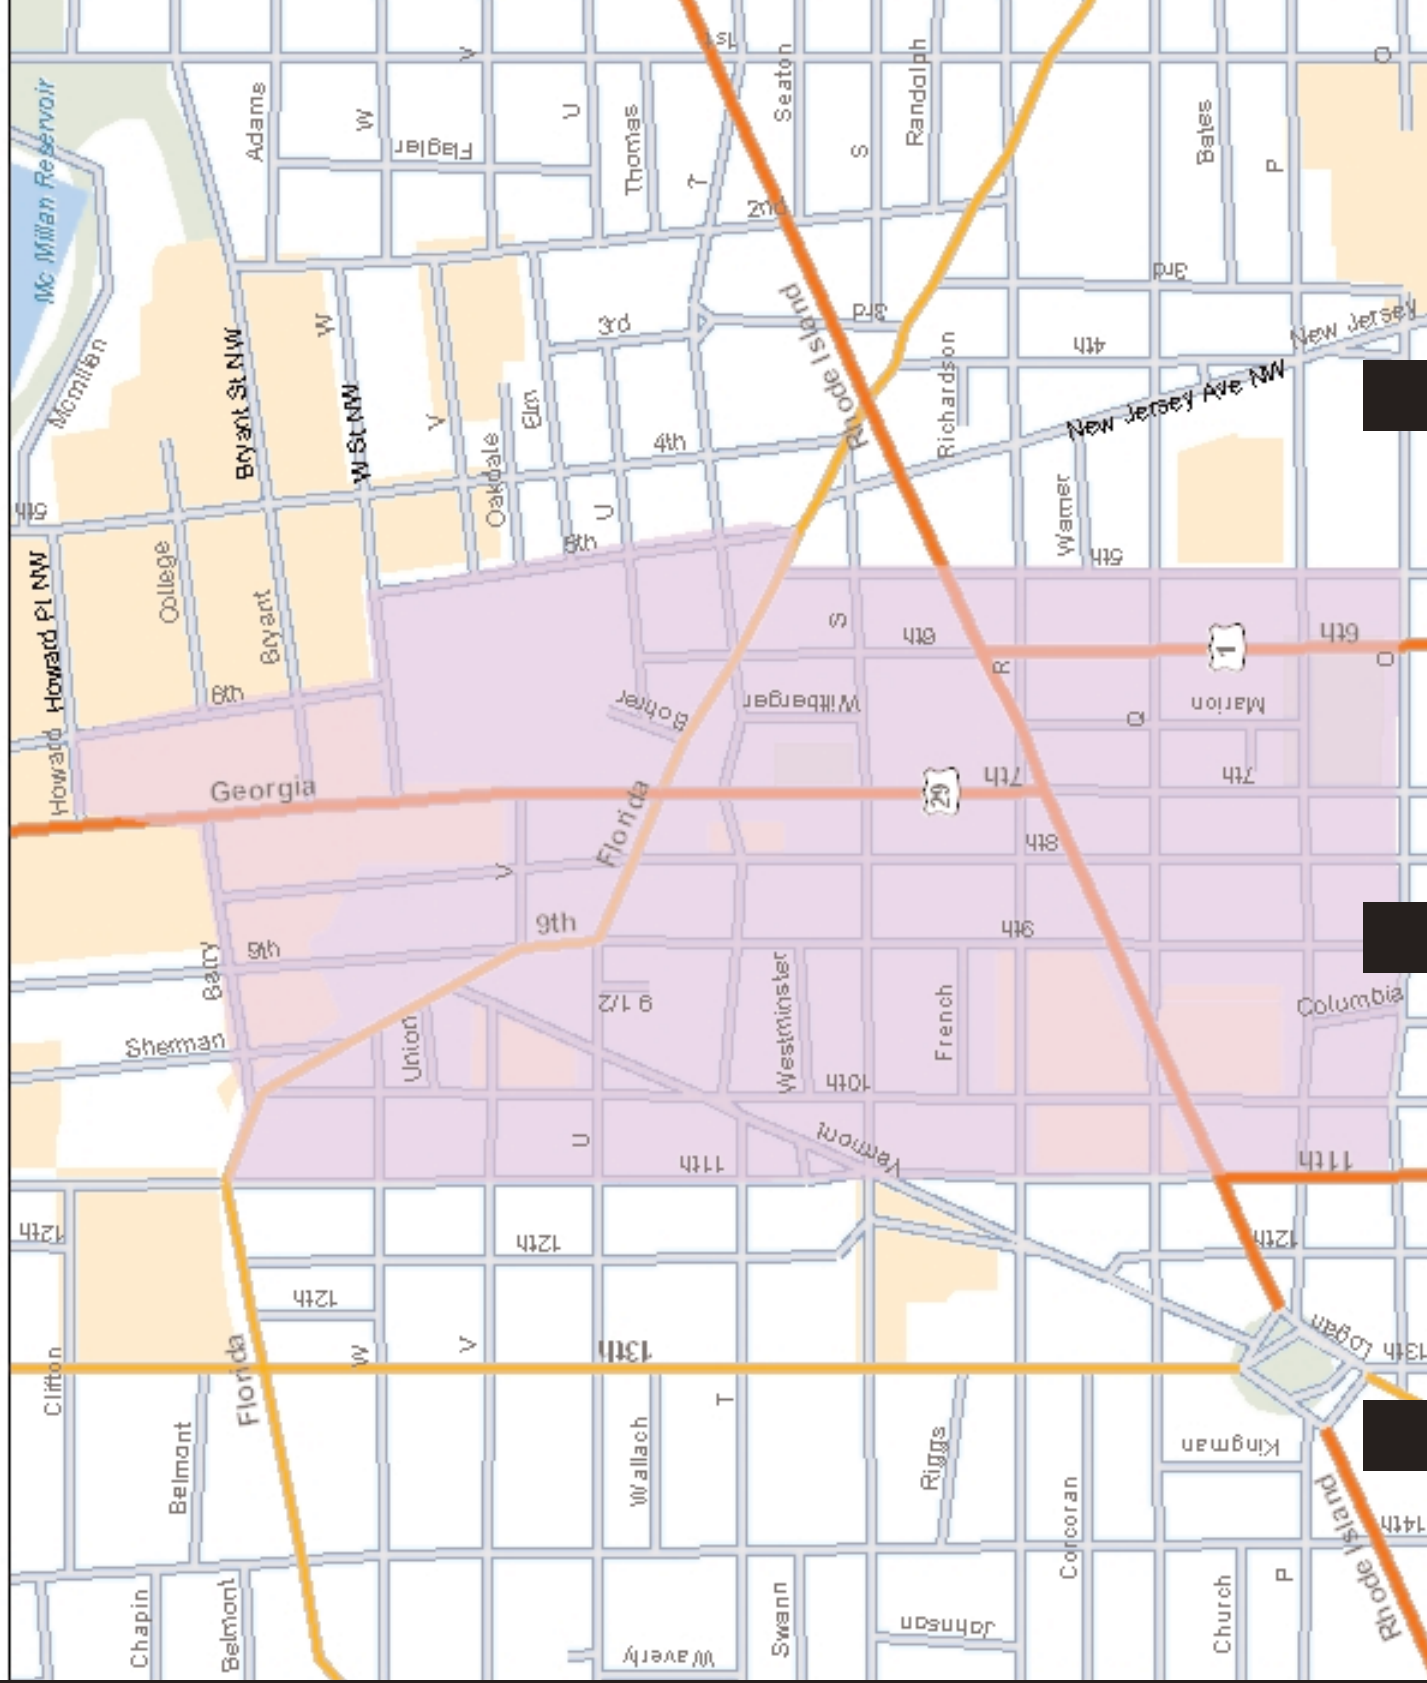 1st
V
O
Mc Millan Reservoir
Adams
W
Flagler
U
Thomas
T
Seaton
S
Randolph
Bates
P
2nd
3rd
3rd
3rd
Rhode Island
New Jersey
4th
New Jersey Ave NW
Richardson
Mcmillan
Bryant St NW
W
W St NW
V
Elm
Oakdale
4th
U
5th
5th
Warner
5th
Howard Pl NW
College
Bryant
6th
S
6th
R
1
6th
O
Bohrer
Wiltberger
Q
Marion
Howard
Georgia
Florida
29
7th
7th
8th
V
9th
9th
9th
Barry
9 1/2
Westminster
French
Columbia
Sherman
Union
10th
U
11th
Vermont
11th
12th
12th
12th
12th
Clifton
Florida
W
V
13th
Logan
13th
Belmont
Wallach
T
Riggs
Kingman
Corcoran
Rhode Island
14th
Chapin
Belmont
Waverly
Swann
Johnson
Church
P